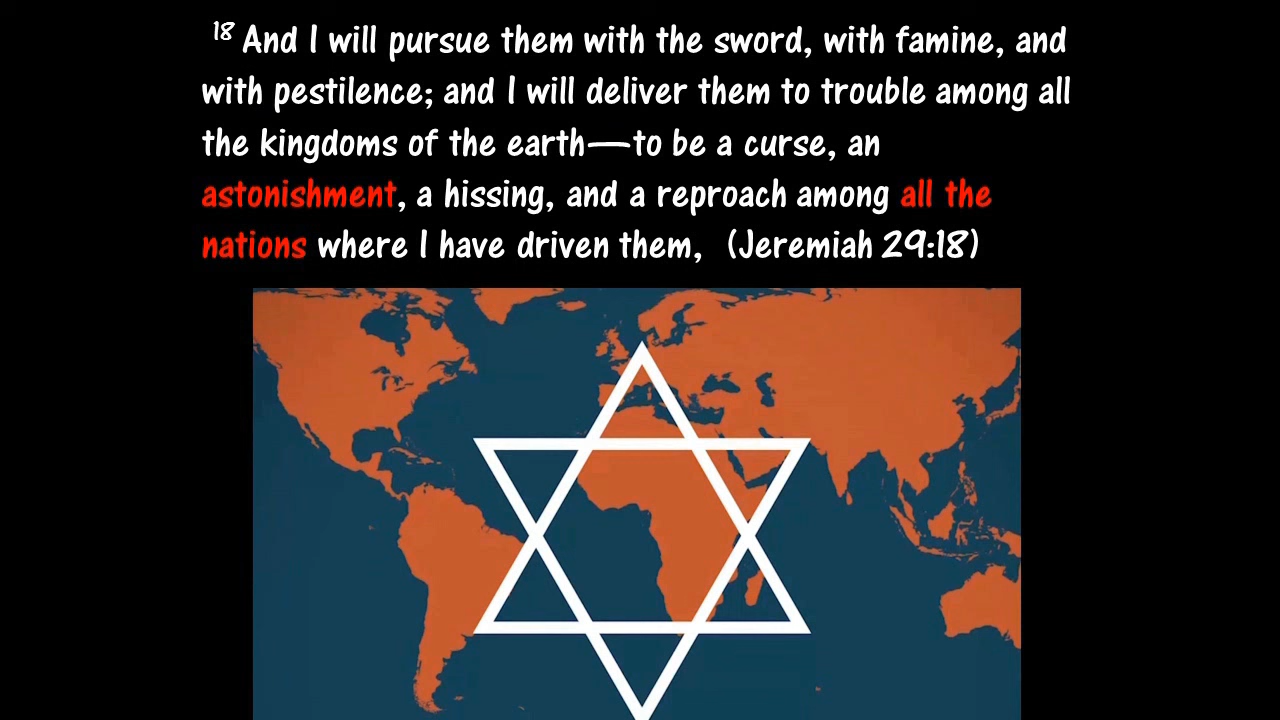 18 And I will pursue them with the sword, with famine, and
with pestilence; and I will deliver them to trouble among all
the kingdoms of the earth—to be a curse, an
astonishment, a hissing, and a reproach among all the
nations where I have driven them, (Jeremiah 29:18)